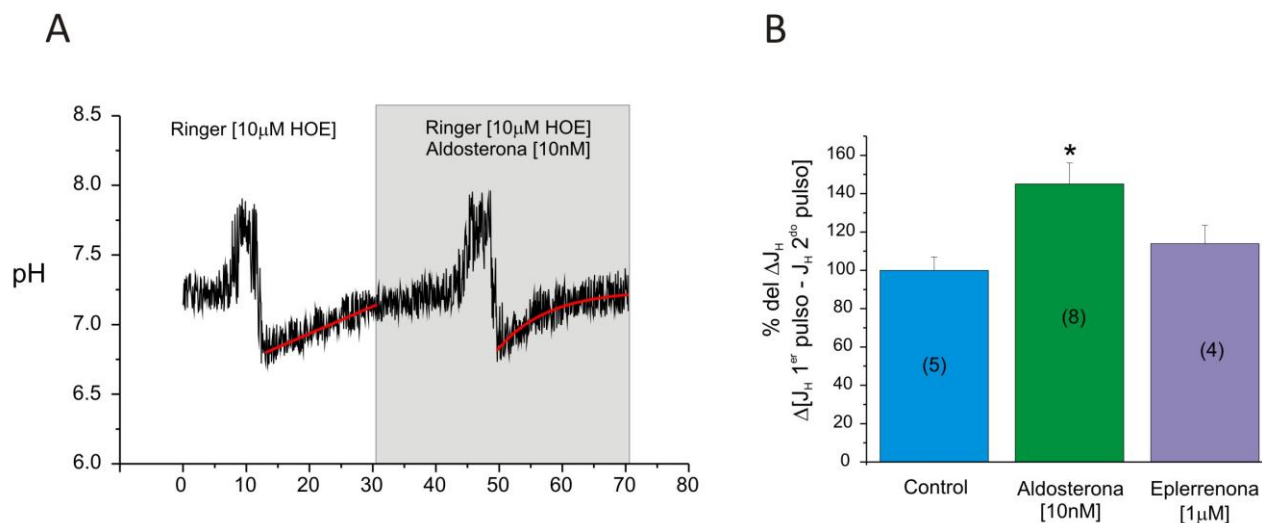 A
Ringer [10μM HOE]
Ringer [10μM HOE]
Aldosterona [10nM]
pH
8.5
8.0
7.5
7.0
6.5
6.0
0 10 20 30 40 50 60 70 80
B
% del ΔJH
Δ[JH 1er pulso - JH 2do pulso]
160
140
120
100
80
60
40
20
0
*
(5)
(8)
(4)
Control
Aldosterona
[10nM]
Eplerrenona
[1μM]